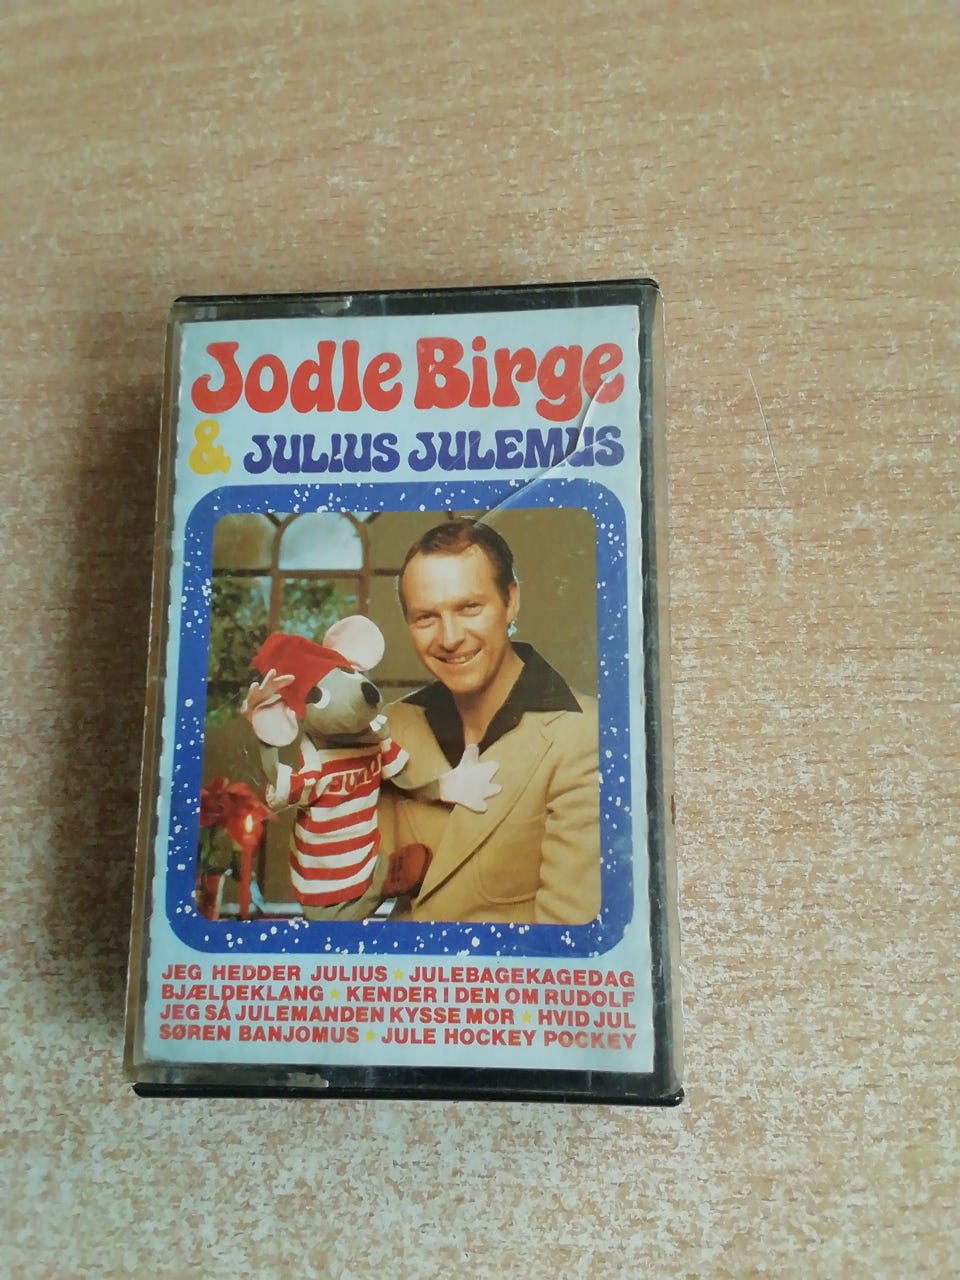 Jodle Birge
& JULIUS JULEMUS
JULIUS
JEG HEDDER JULIUS ★ JULEBAGEKAGEDAG
BJÆLDEKLANG ★ KENDER I DEN OM RUDOLF
JEG SÅ JULEMANDEN KYSSE MOR ★ HVID JUL
SØREN BANJOMUS ★ JULE HOCKEY POCKEY